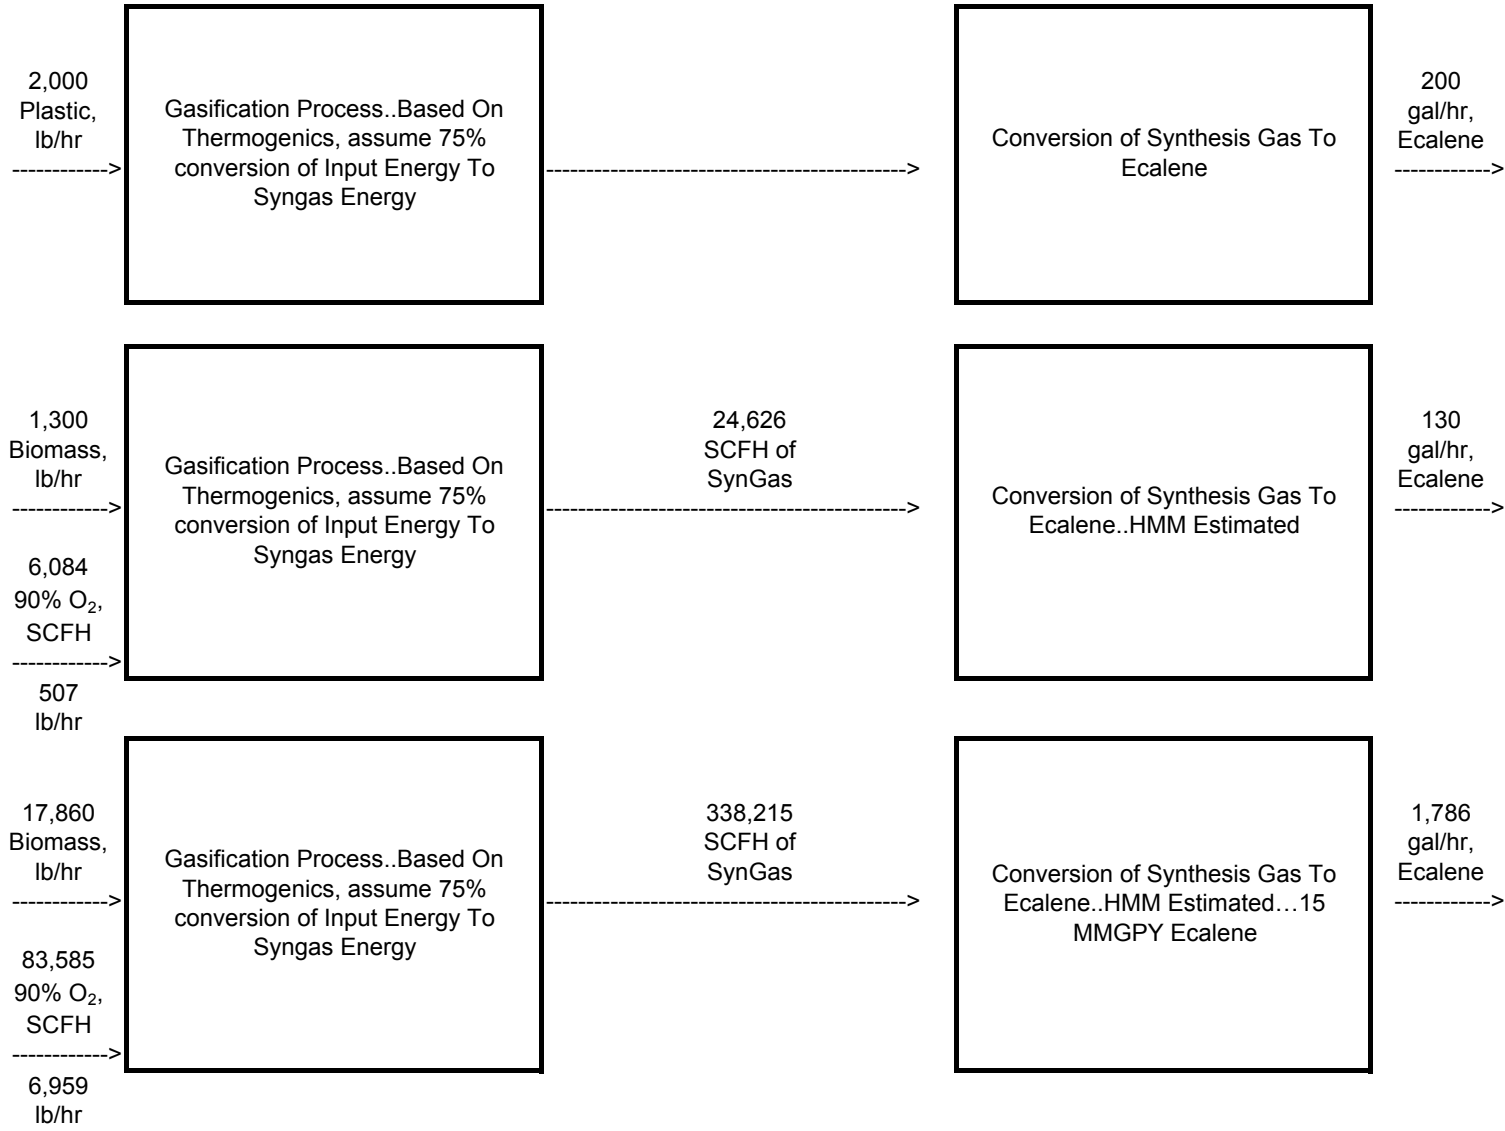 2,000
Plastic,
lb/hr
------------>
Gasification Process..Based On
Thermogenics, assume 75%
conversion of Input Energy To
Syngas Energy
--------------------------------------------->
Conversion of Synthesis Gas To
Ecalene
200
gal/hr,
Ecalene
------------>
1,300
Biomass,
lb/hr
------------>
6,084
90% O₂,
SCFH
------------>
507
lb/hr
Gasification Process..Based On
Thermogenics, assume 75%
conversion of Input Energy To
Syngas Energy
24,626
SCFH of
SynGas
--------------------------------------------->
Conversion of Synthesis Gas To
Ecalene..HMM Estimated
130
gal/hr,
Ecalene
------------>
17,860
Biomass,
lb/hr
------------>
83,585
90% O₂,
SCFH
------------>
6,959
lb/hr
Gasification Process..Based On
Thermogenics, assume 75%
conversion of Input Energy To
Syngas Energy
338,215
SCFH of
SynGas
--------------------------------------------->
Conversion of Synthesis Gas To
Ecalene..HMM Estimated…15
MMGPY Ecalene
1,786
gal/hr,
Ecalene
------------>